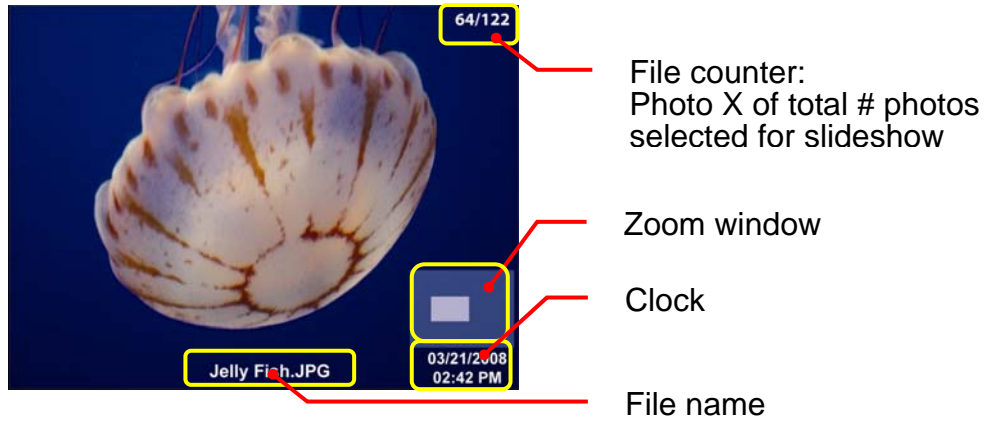 64/122
File counter:
Photo X of total # photos
selected for slideshow
Zoom window
Clock
03/21/2008
02:42 PM
Jelly Fish.JPG
File name